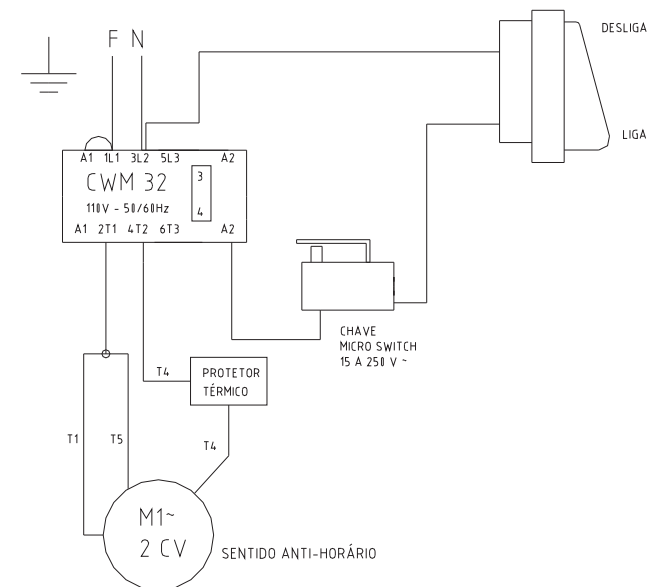 DESLIGA
F N
LIGA
A1 1L1 3L2 5L3 A2
CWM 32
3
110V - 50/60Hz
4
A1 2T1 4T2 6T3 A2
CHAVE
MICRO SWITCH
15 A 250 V ~
T4
PROTETOR
TÉRMICO
T1
T5
T4
M1~
2 CV
SENTIDO ANTI-HORÁRIO